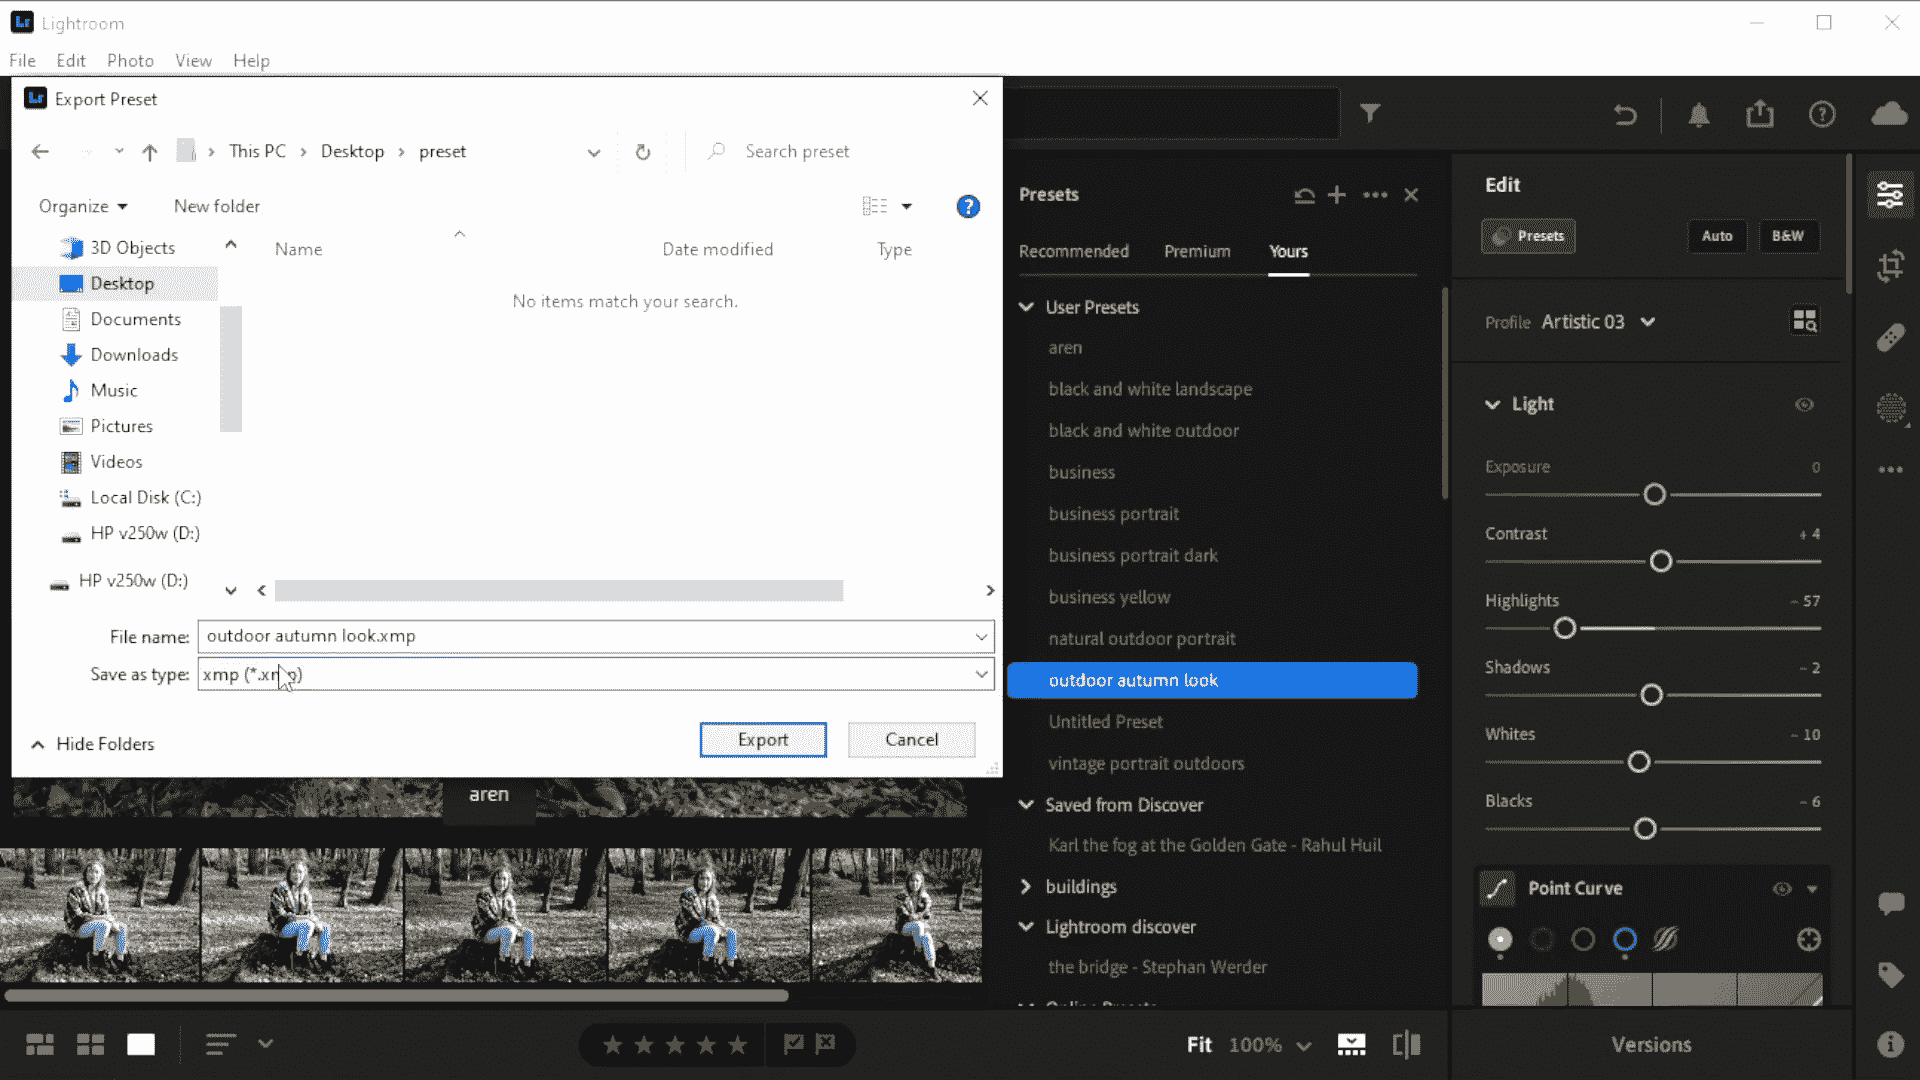 Lr Lightroom
File Edit Photo View Help
Lr Export Preset
This PC > Desktop > preset
Search preset
Organize New folder
?
Name Date modified Type
No items match your search.
3D Objects
Desktop
Documents
Downloads
Music
Pictures
Videos
Local Disk (C:)
HP v250w (D:)
HP v250w (D:)
File name: outdoor autumn look.xmp
Save as type: xmp (*.xmp)
Hide Folders
Export Cancel
aren
Presets
Recommended Premium Yours
User Presets
aren
black and white landscape
black and white outdoor
business
business portrait
business portrait dark
business yellow
natural outdoor portrait
outdoor autumn look
Untitled Preset
vintage portrait outdoors
Saved from Discover
Karl the fog at the Golden Gate - Rahul Huil
buildings
Lightroom discover
the bridge - Stephan Werder
Edit
Presets Auto B&W
Profile Artistic 03
Light
Exposure 0
Contrast + 4
Highlights - 57
Shadows - 2
Whites - 10
Blacks - 6
Point Curve
Fit 100%
Versions